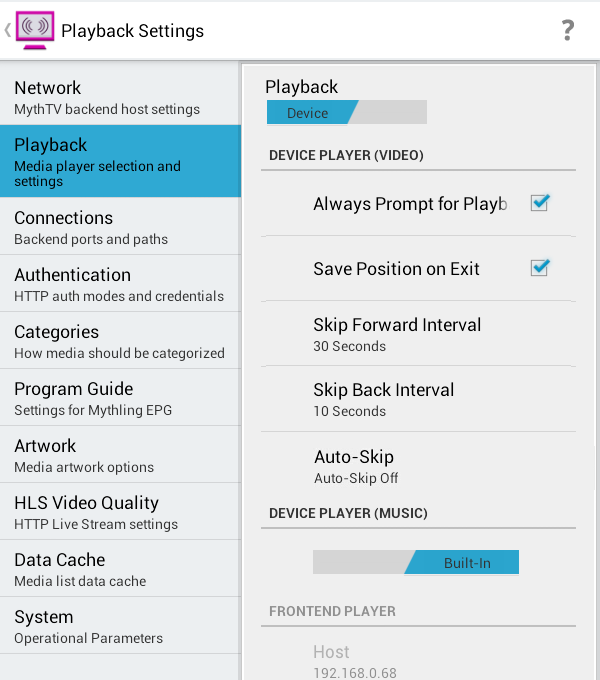 Playback Settings
?
Network
MythTV backend host settings
Playback
Media player selection and
settings
Connections
Backend ports and paths
Authentication
HTTP auth modes and credentials
Categories
How media should be categorized
Program Guide
Settings for Mythling EPG
Artwork
Media artwork options
HLS Video Quality
HTTP Live Stream settings
Data Cache
Media list data cache
System
Operational Parameters
Playback
Device
DEVICE PLAYER (VIDEO)
Always Prompt for Playb
Save Position on Exit
Skip Forward Interval
30 Seconds
Skip Back Interval
10 Seconds
Auto-Skip
Auto-Skip Off
DEVICE PLAYER (MUSIC)
Built-In
FRONTEND PLAYER
Host
192.168.0.68